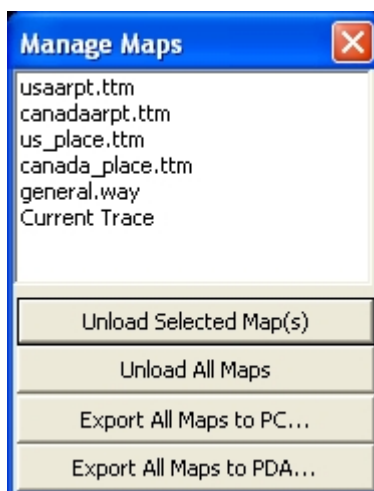 Manage Maps
usaarpt.ttm
canadaarpt.ttm
us_place.ttm
canada_place.ttm
general.way
Current Trace
Unload Selected Map(s)
Unload All Maps
Export All Maps to PC...
Export All Maps to PDA...